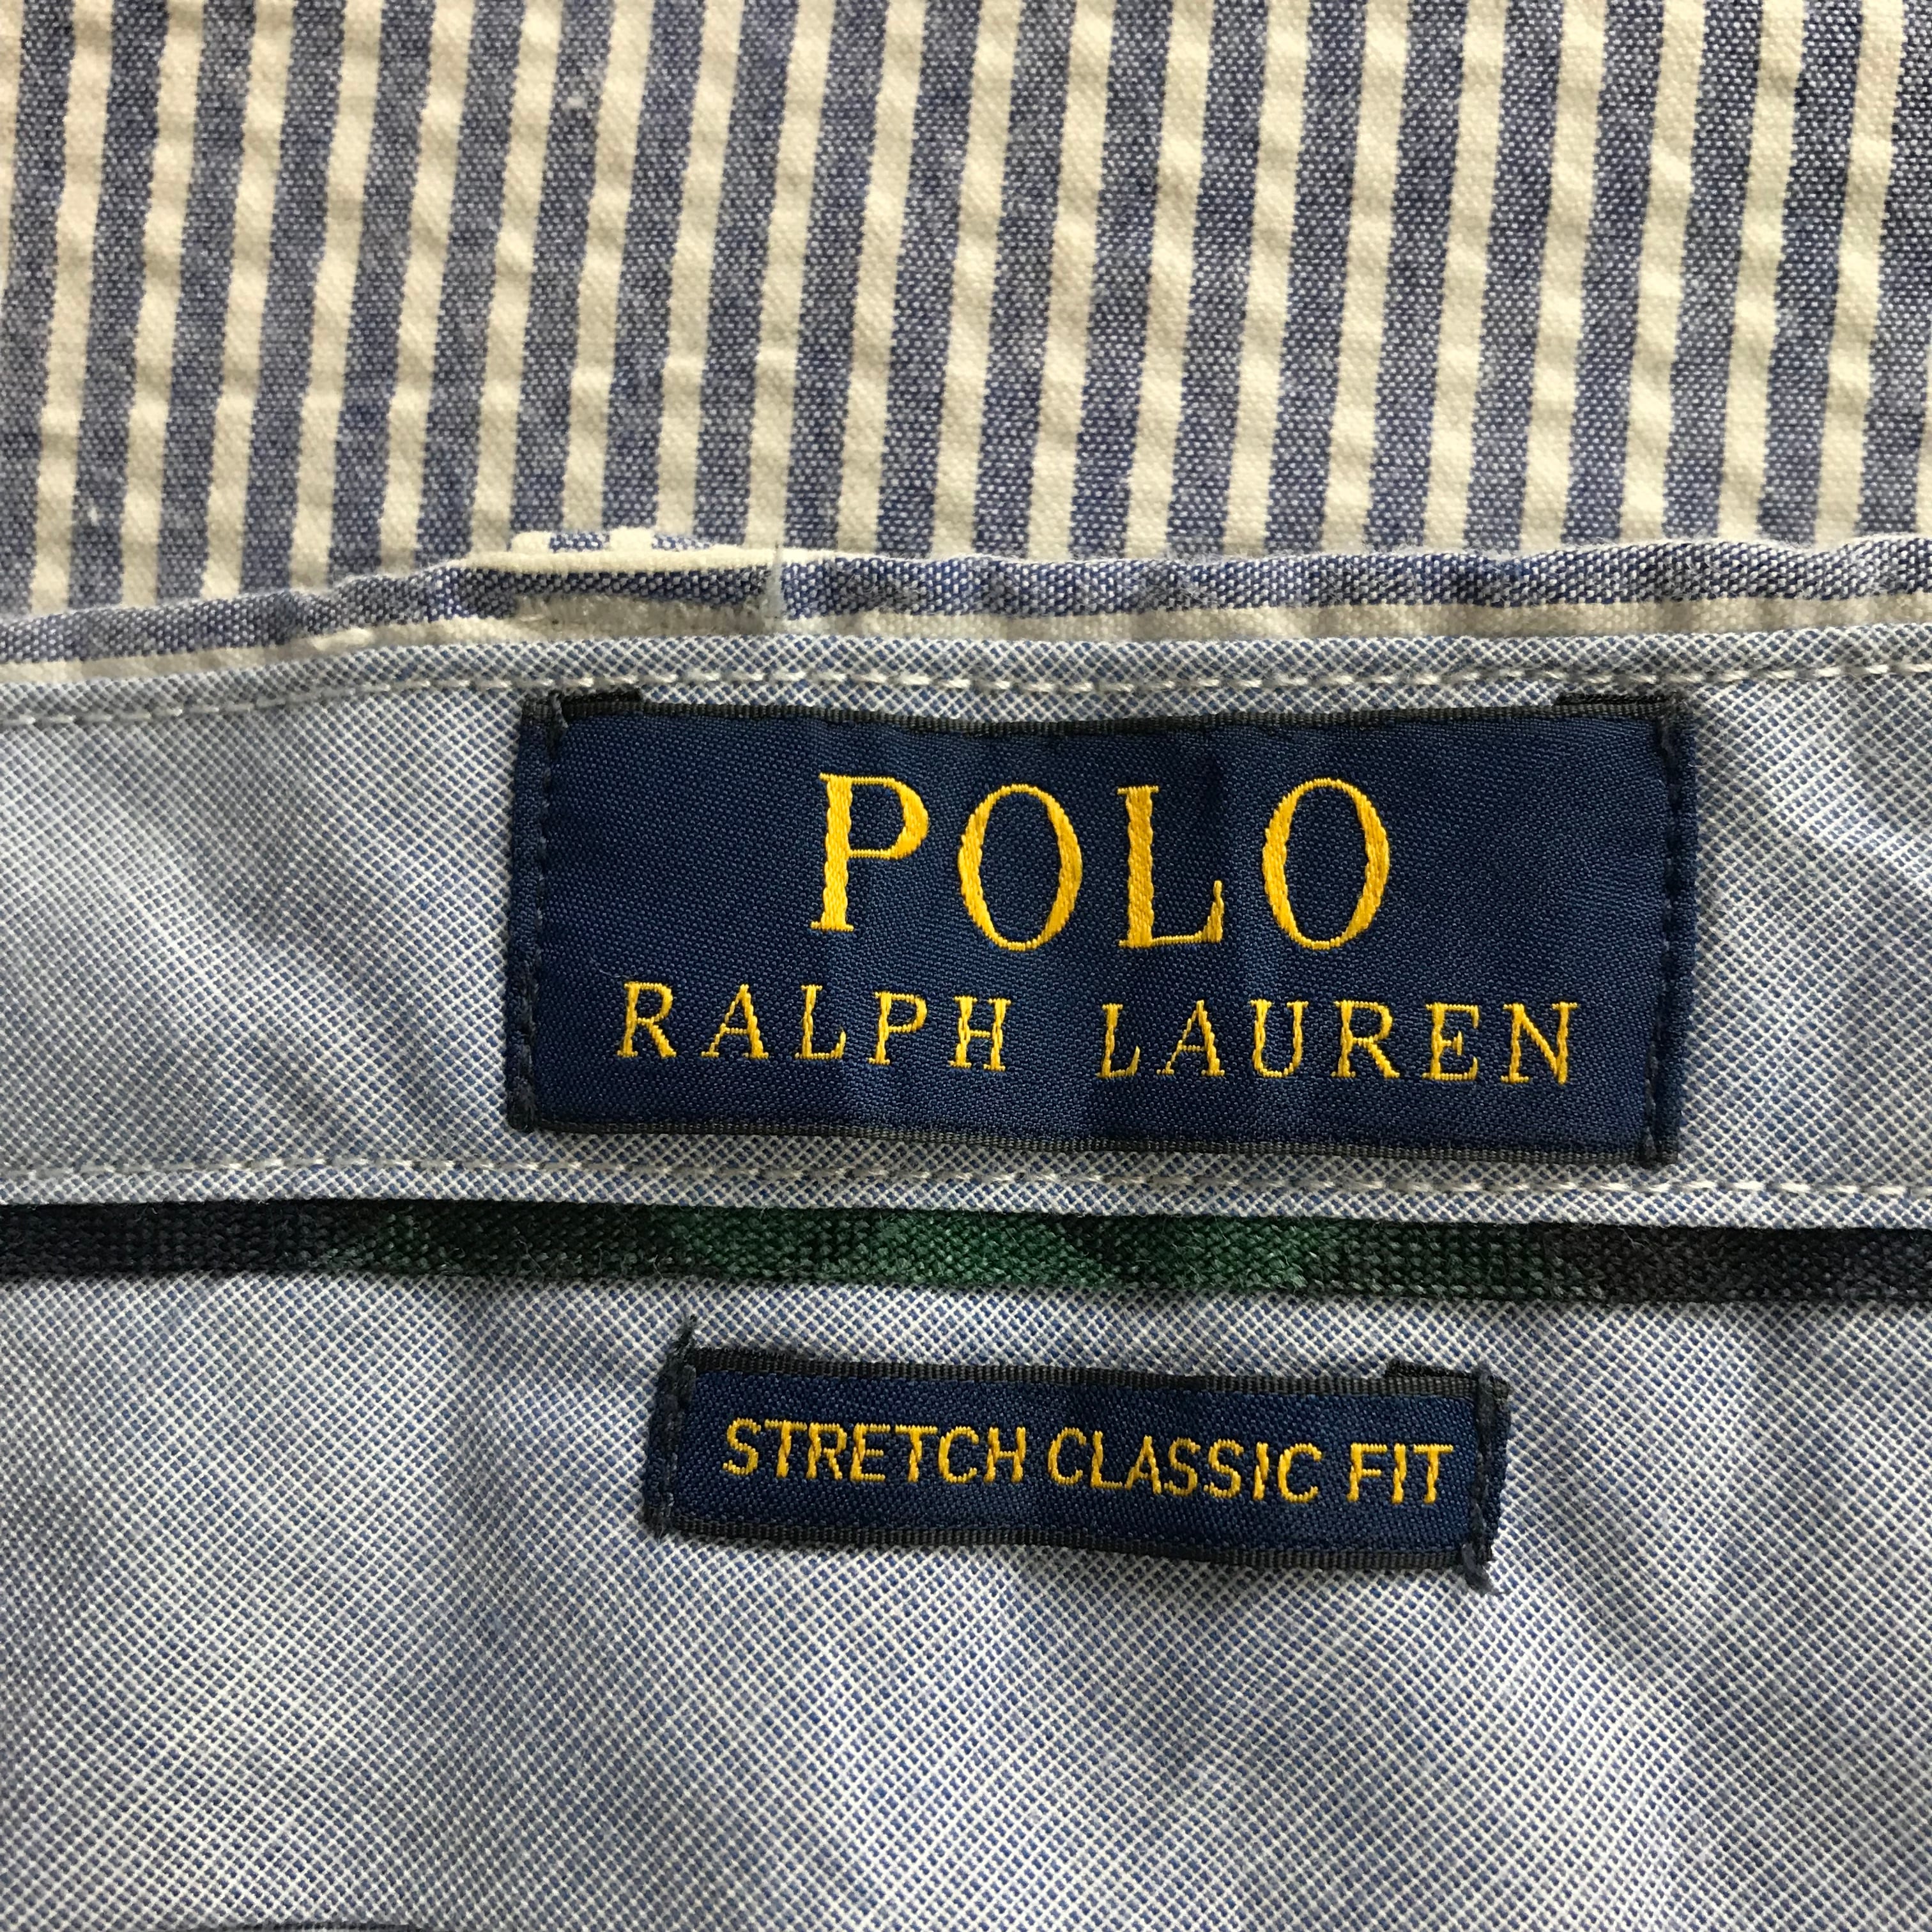 POLO
RALPH LAUREN
STRETCH CLASSIC FIT